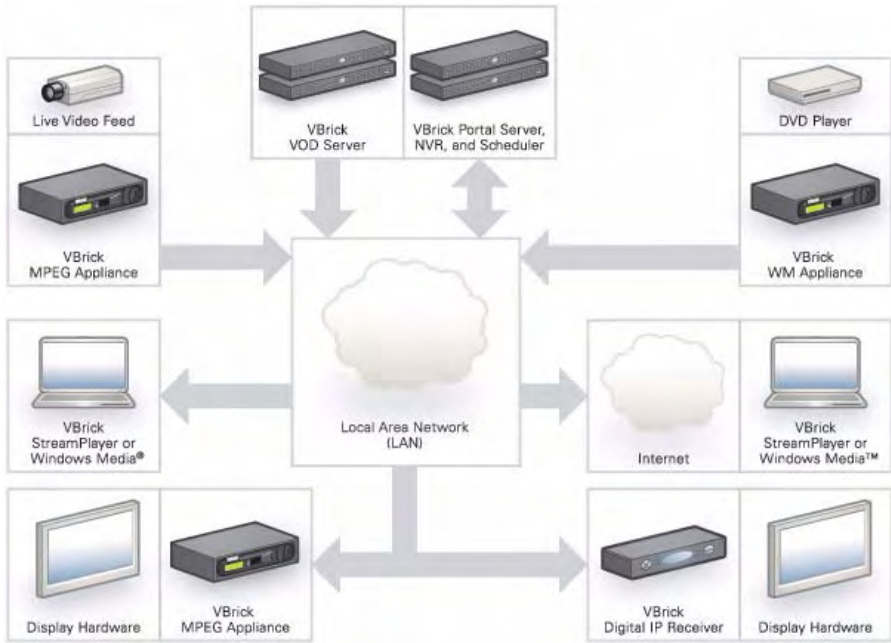 Live Video Feed
VBrick
VOD Server
VBrick Portal Server,
NVR, and Scheduler
DVD Player
VBrick
MPEG Appliance
VBrick
WM Appliance
VBrick
StreamPlayer or
Windows Media®
Local Area Network
(LAN)
Internet
VBrick
StreamPlayer or
Windows Media™
Display Hardware
VBrick
MPEG Appliance
VBrick
Digital IP Receiver
Display Hardware